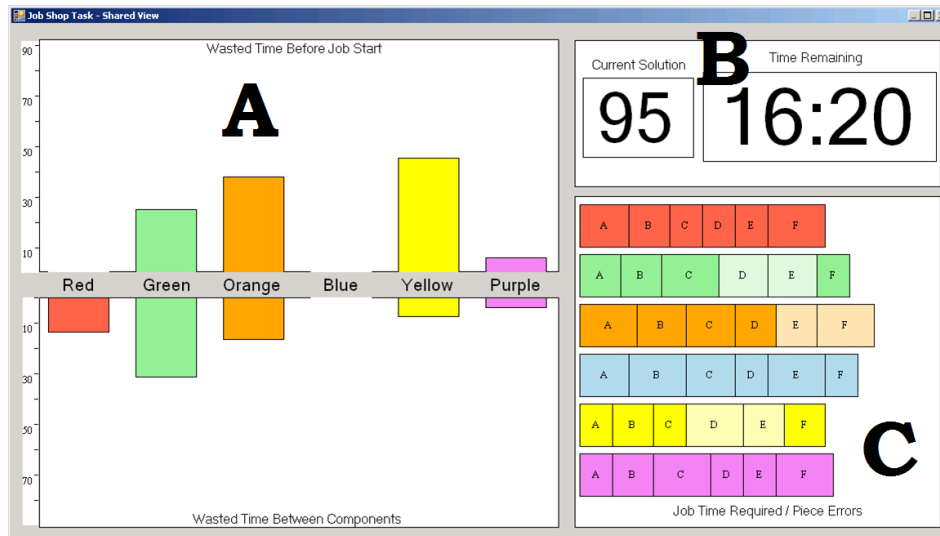 Job Shop Task - Shared View
Wasted Time Before Job Start
90
70
50
30
10
A
Red Green Orange Blue Yellow Purple
10
30
50
70
Wasted Time Between Components
B
Current Solution
95
Time Remaining
16:20
A B C D E F
A B C D E F
A B C D E F
A B C D E F
A B C D E F
A B C D E F
C
Job Time Required / Piece Errors